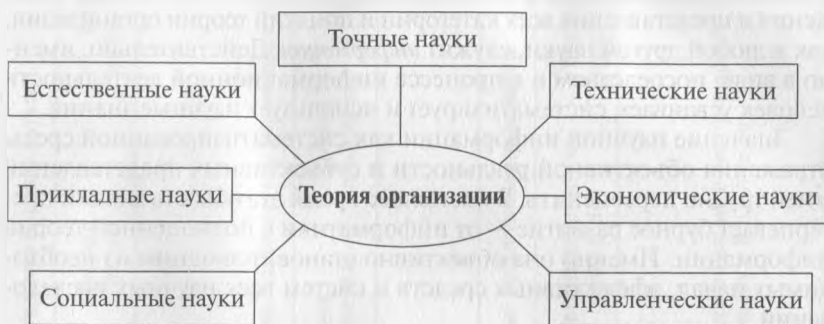 Точные науки
Естественные науки
Технические науки
Прикладные науки
Теория организации
Экономические науки
Социальные науки
Управленческие науки